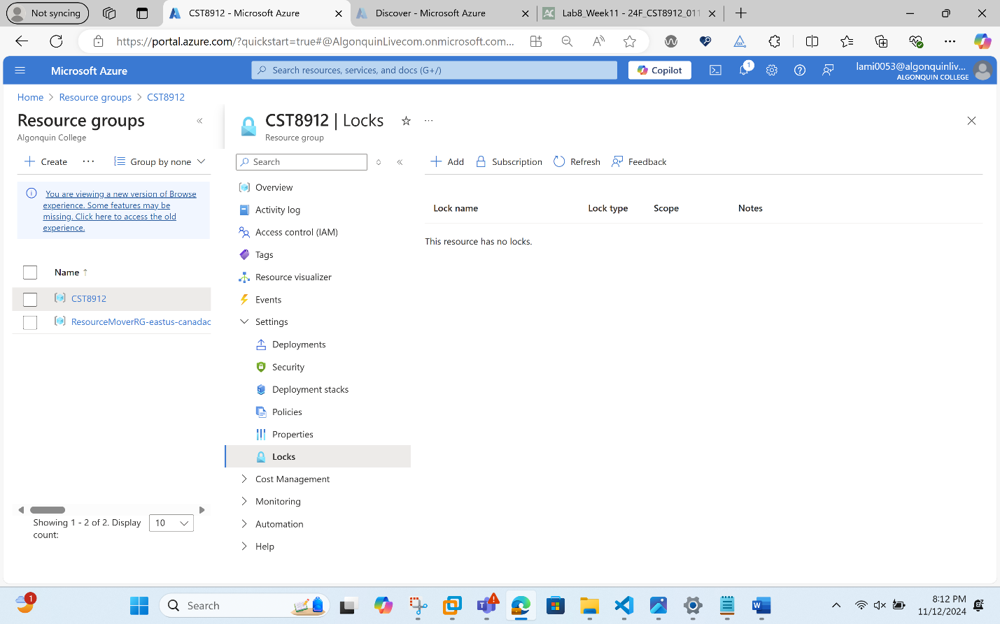 Not syncing
CST8912 - Microsoft Azure
Discover - Microsoft Azure
Lab8_Week11 - 24F_CST8912_011
https://portal.azure.com/?quickstart=true#@AlgonquinLivecom.onmicrosoft.com...
Microsoft Azure
Search resources, services, and docs (G+/)
Copilot
1
lami0053@algonquinliv...
ALGONQUIN COLLEGE
Home > Resource groups > CST8912
Resource groups
Algonquin College
CST8912 | Locks
Resource group
Create
Group by none
Search
Add
Subscription
Refresh
Feedback
You are viewing a new version of Browse
experience. Some features may be
missing. Click here to access the old
experience.
Name ↑
CST8912
ResourceMoverRG-eastus-canadac
Showing 1 - 2 of 2. Display
count:
10
Overview
Activity log
Access control (IAM)
Tags
Resource visualizer
Events
Settings
Deployments
Security
Deployment stacks
Policies
Properties
Locks
Cost Management
Monitoring
Automation
Help
Lock name
Lock type
Scope
Notes
This resource has no locks.
1
Search
8:12 PM
11/12/2024